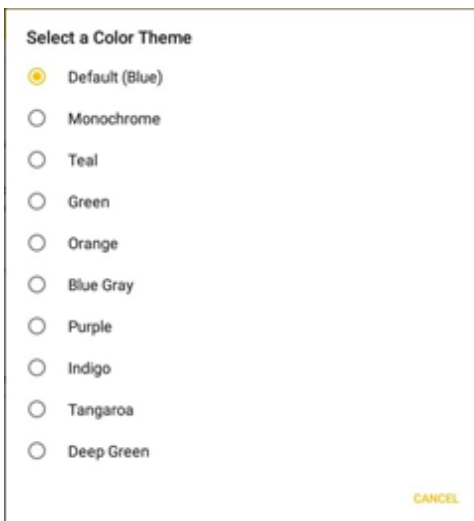 Select a Color Theme
Default (Blue)
Monochrome
Teal
Green
Orange
Blue Gray
Purple
Indigo
Tangaroa
Deep Green
CANCEL